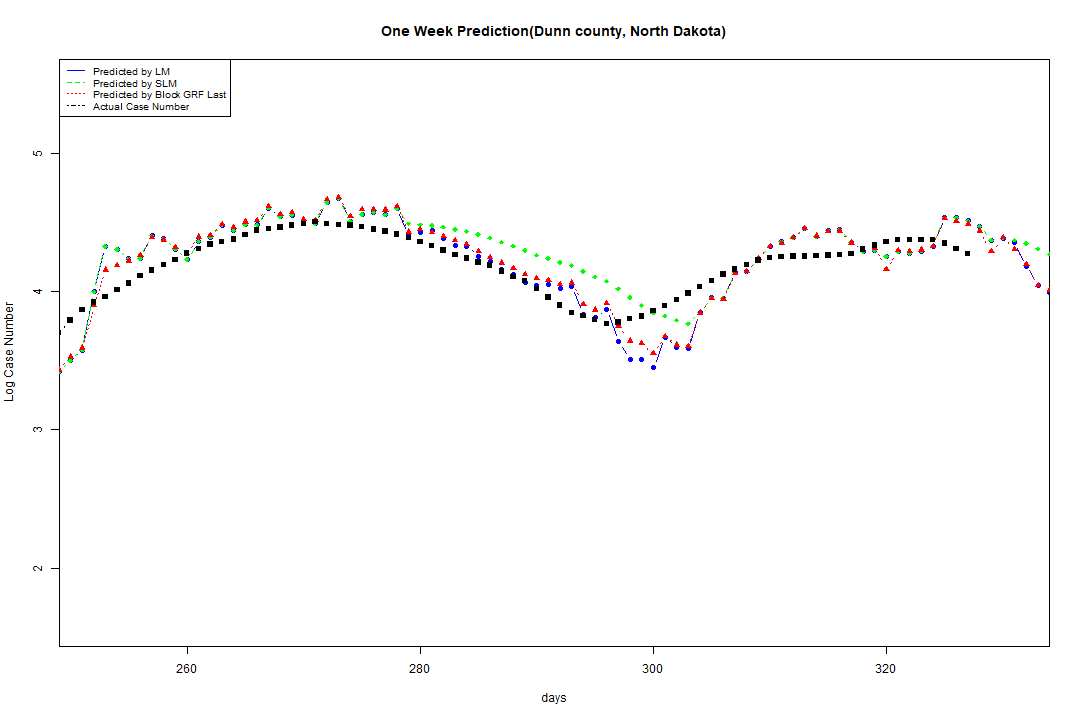 One Week Prediction(Dunn county, North Dakota)
Predicted by LM
Predicted by SLM
Predicted by Block GRF Last
Actual Case Number
5
4
3
2
Log Case Number
260 280 300 320
days